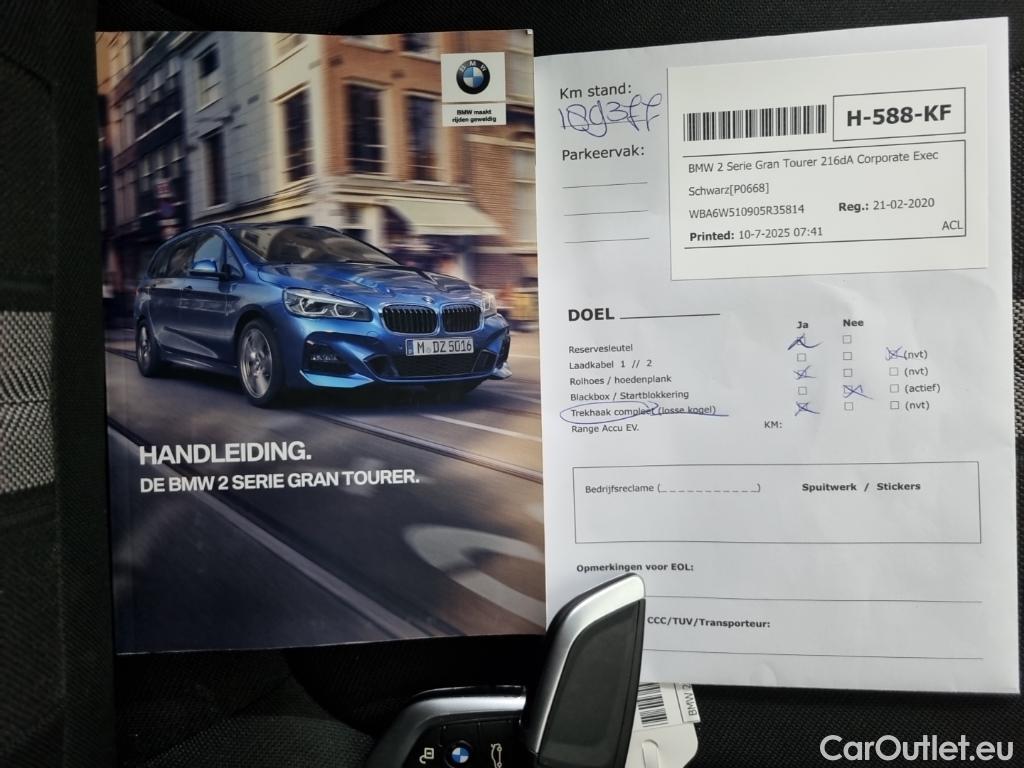 BMW
BMW maakt
rijden geweldig
M DZ 5016
HANDLEIDING.
DE BMW 2 SERIE GRAN TOURER.
Km stand:
Parkeervak:
H-588-KF
BMW 2 Serie Gran Tourer 216dA Corporate Exec
Schwarz[P0668]
WBA6W510905R35814 Reg.: 21-02-2020
Printed: 10-7-2025 07:41 ACL
DOEL
Ja Nee
Reservesleutel
Laadkabel 1 // 2 (nvt)
Rolhoes / hoedenplank (nvt)
Blackbox / Startblokkering (actief)
Trekhaak compleet (losse kogel) (nvt)
Range Accu EV. KM:
Bedrijfsreclame (_ _ _ _ _ _ _ _ _ _ _) Spuitwerk / Stickers
Opmerkingen voor EOL:
CCC/TUV/Transporteur:
BMW 2
CarOutlet.eu